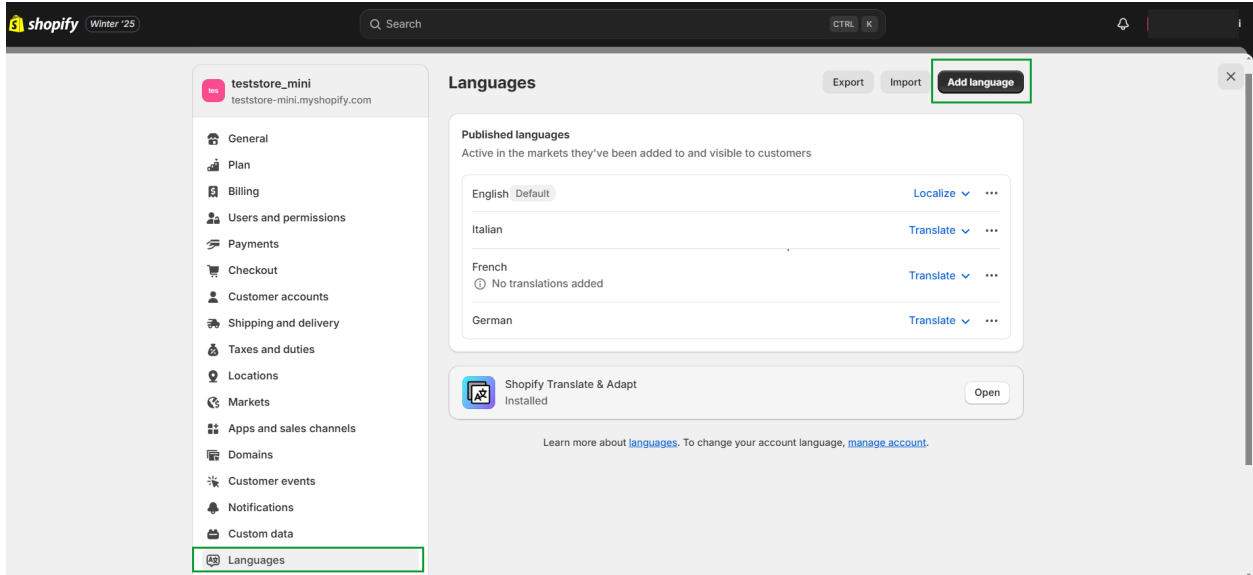 shopify Winter '25
Search
CTRL K
tes
teststore_mini
teststore-mini.myshopify.com
General
Plan
Billing
Users and permissions
Payments
Checkout
Customer accounts
Shipping and delivery
Taxes and duties
Locations
Markets
Apps and sales channels
Domains
Customer events
Notifications
Custom data
Languages
Languages
Export
Import
Add language
Published languages
Active in the markets they've been added to and visible to customers
English Default
Localize
Italian
Translate
French
No translations added
Translate
German
Translate
Shopify Translate & Adapt
Installed
Open
Learn more about languages. To change your account language, manage account.